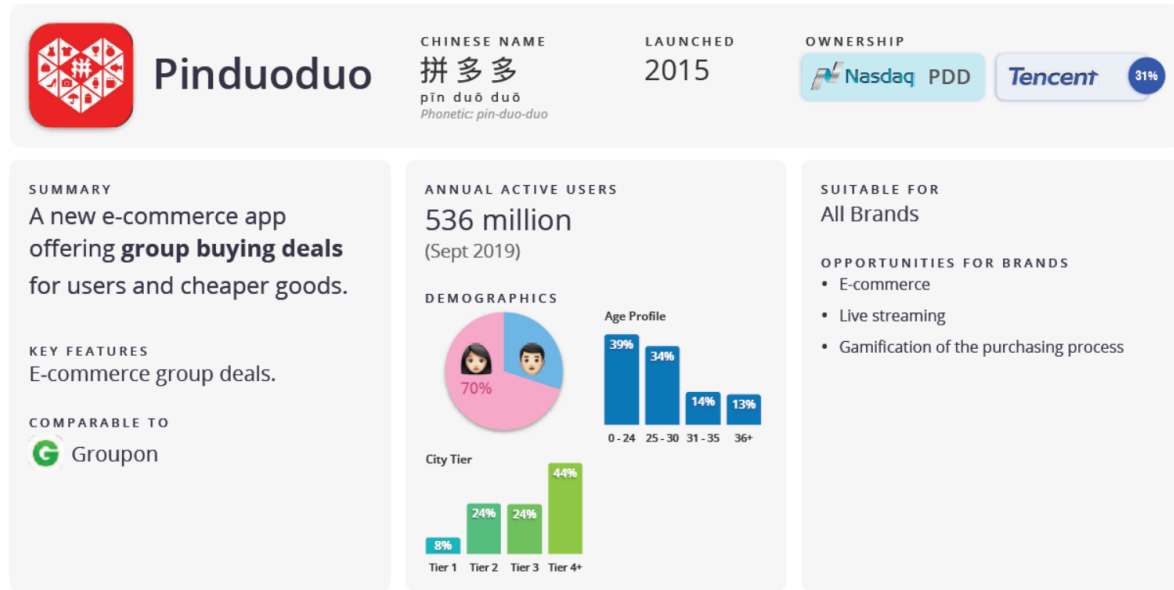 拼
Pinduoduo
CHINESE NAME
拼多多
pīn duō duō
Phonetic: pin-duo-duo
LAUNCHED
2015
OWNERSHIP
Nasdaq PDD
Tencent 31%
SUMMARY
A new e-commerce app
offering group buying deals
for users and cheaper goods.
KEY FEATURES
E-commerce group deals.
COMPARABLE TO
G Groupon
ANNUAL ACTIVE USERS
536 million
(Sept 2019)
DEMOGRAPHICS
70%
Age Profile
39% 34% 14% 13%
0 - 24 25 - 30 31 - 35 36+
City Tier
8% 24% 24% 44%
Tier 1 Tier 2 Tier 3 Tier 4+
SUITABLE FOR
All Brands
OPPORTUNITIES FOR BRANDS
• E-commerce
• Live streaming
• Gamification of the purchasing process